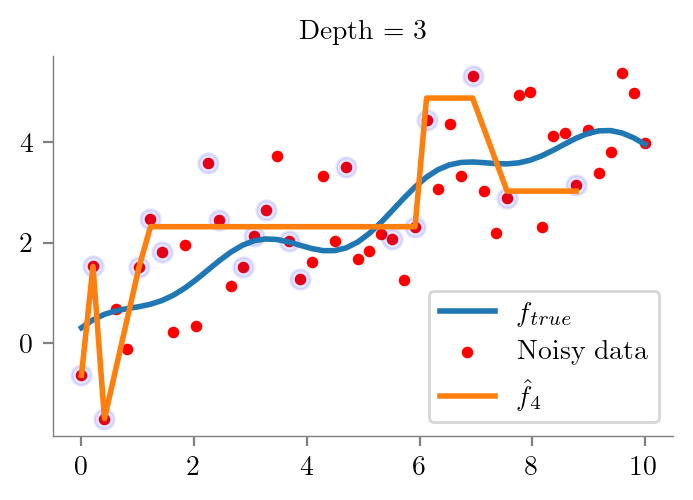 Depth = 3
4
2
0
f_true
Noisy data
f̂_4
0 2 4 6 8 10